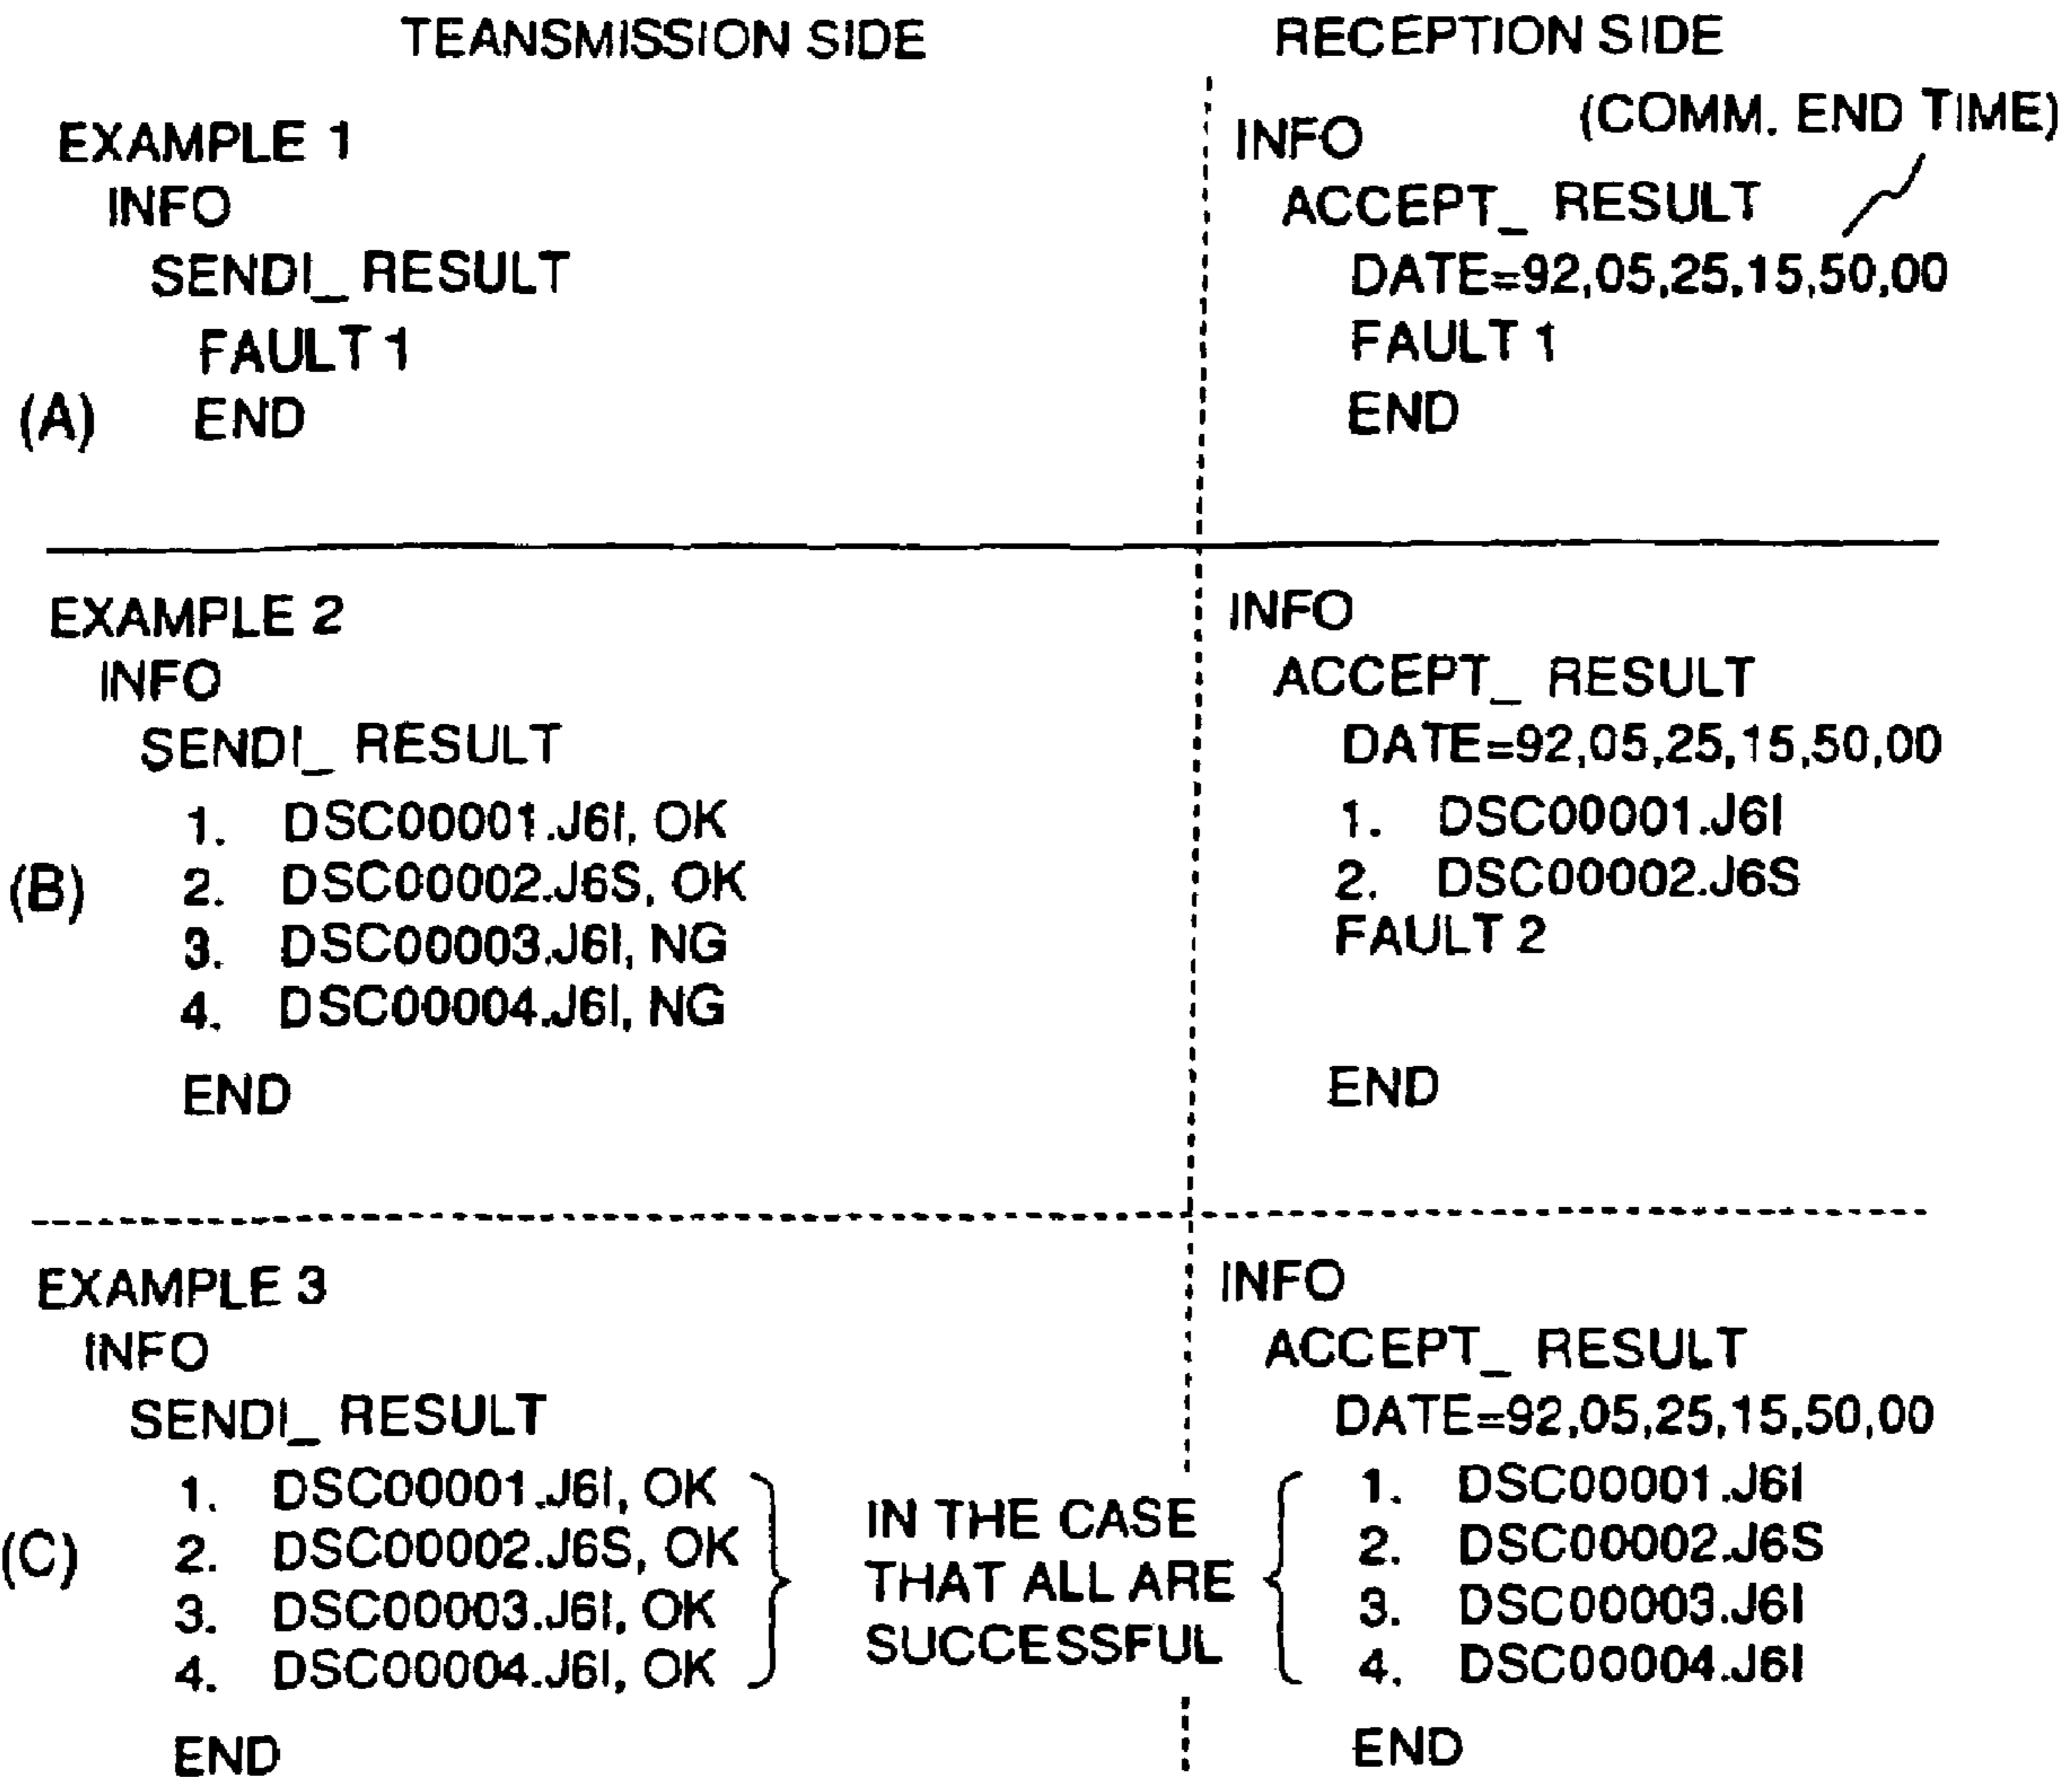 TEANSMISSION SIDE
RECEPTION SIDE
EXAMPLE 1
INFO
SENDI_ RESULT
FAULT 1
(A)
END
INFO
(COMM. END TIME)
ACCEPT_ RESULT
DATE=92,05,25,15,50,00
FAULT 1
END
EXAMPLE 2
INFO
SENDI_ RESULT
1. DSC00001.J6I, OK
2. DSC00002.J6S, OK
(B)
3. DSC00003.J6I, NG
4. DSC00004.J6I, NG
END
INFO
ACCEPT_ RESULT
DATE=92,05,25,15,50,00
1. DSC00001.J6I
2. DSC00002.J6S
FAULT 2
END
EXAMPLE 3
INFO
SENDI_ RESULT
1. DSC00001.J6I, OK
2. DSC00002.J6S, OK
(C)
3. DSC00003.J6I, OK
4. DSC00004.J6I, OK
END
IN THE CASE
THAT ALL ARE
SUCCESSFUL
INFO
ACCEPT_ RESULT
DATE=92,05,25,15,50,00
1. DSC00001.J6I
2. DSC00002.J6S
3. DSC00003.J6I
4. DSC00004.J6I
END